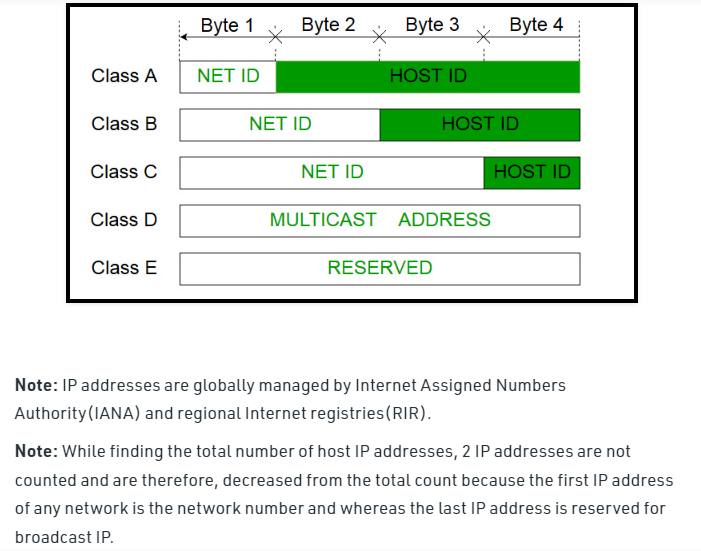 Byte 1 Byte 2 Byte 3 Byte 4
Class A NET ID HOST ID
Class B NET ID HOST ID
Class C NET ID HOST ID
Class D MULTICAST ADDRESS
Class E RESERVED
Note: IP addresses are globally managed by Internet Assigned Numbers
Authority(IANA) and regional Internet registries(RIR).
Note: While finding the total number of host IP addresses, 2 IP addresses are not
counted and are therefore, decreased from the total count because the first IP address
of any network is the network number and whereas the last IP address is reserved for
broadcast IP.